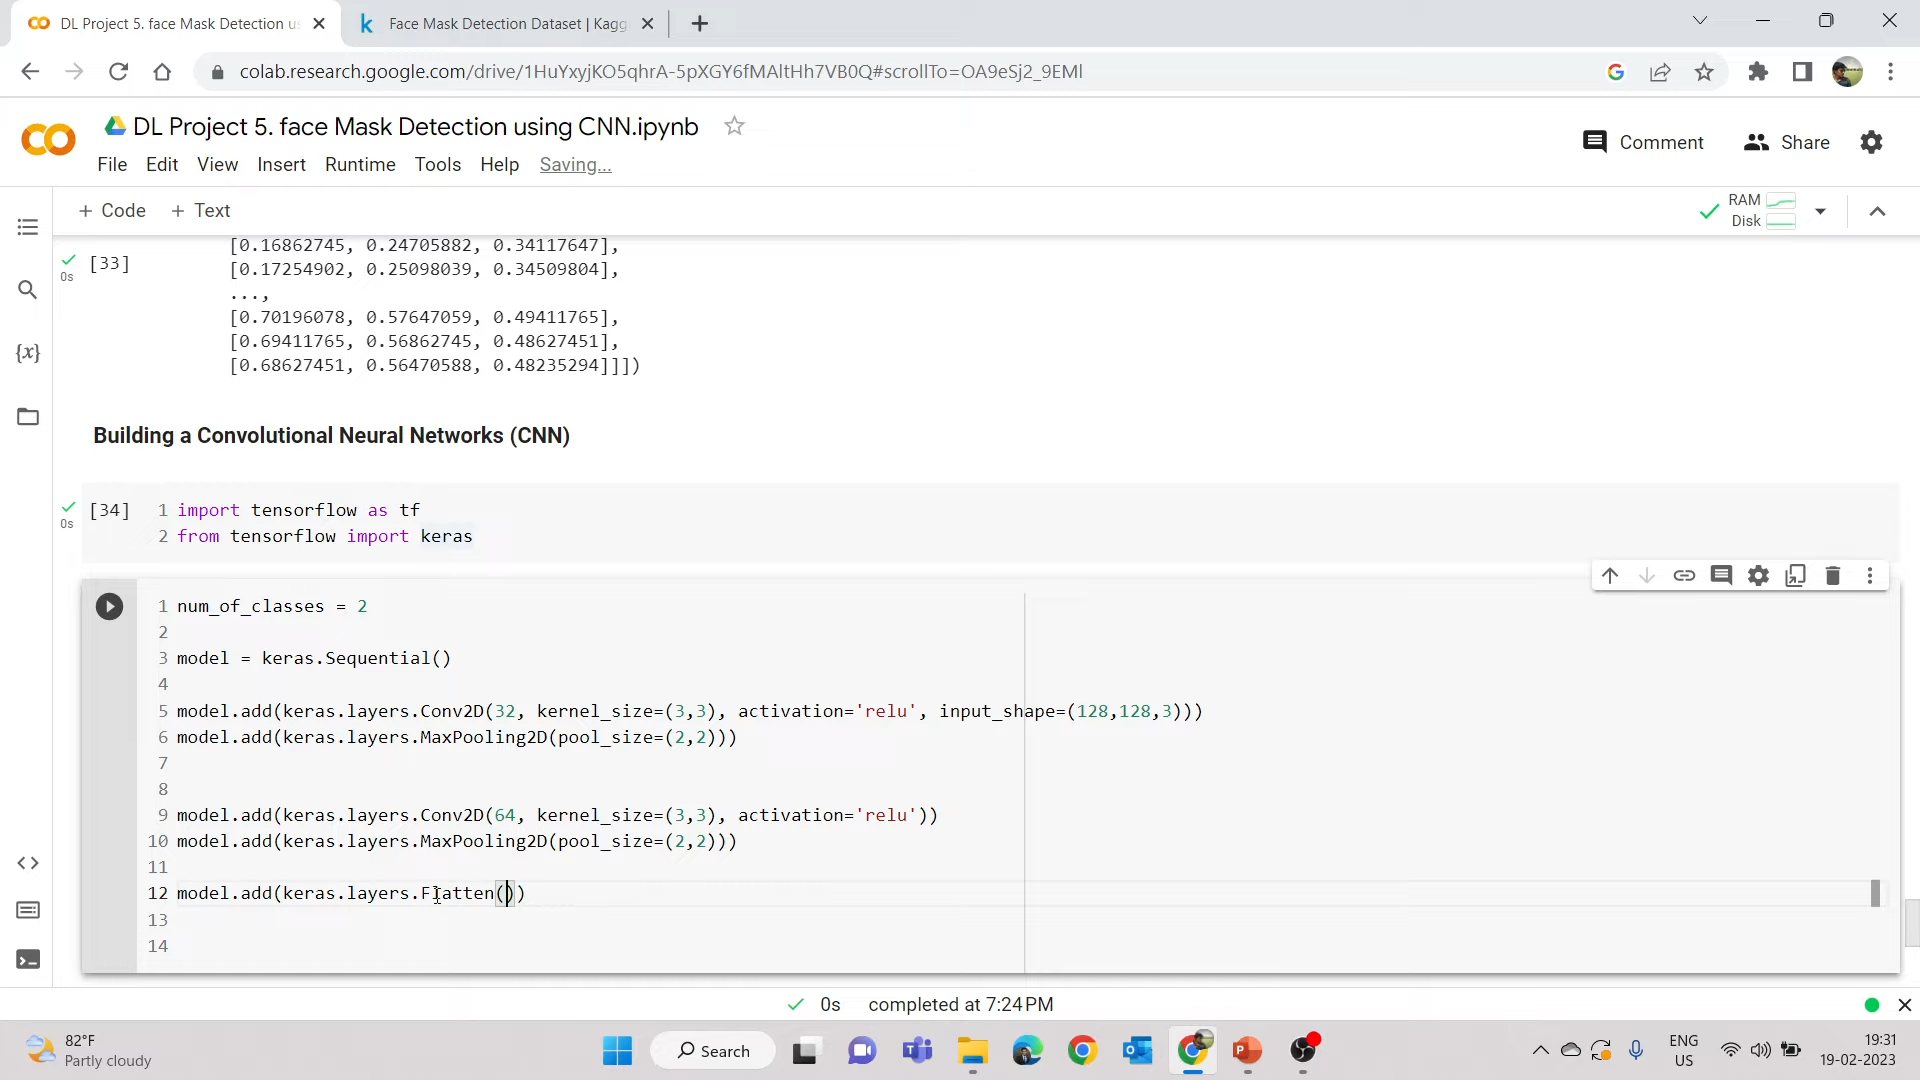 DL Project 5. face Mask Detection us
Face Mask Detection Dataset | Kagg
colab.research.google.com/drive/1HuYxyjKO5qhrA-5pXGY6fMAltHh7VB0Q#scrollTo=OA9eSj2_9EMl
DL Project 5. face Mask Detection using CNN.ipynb
Comment
Share
File Edit View Insert Runtime Tools Help Saving...
+ Code + Text
RAM
Disk
[33]
0s
[0.16862745, 0.24705882, 0.34117647],
[0.17254902, 0.25098039, 0.34509804],
...,
[0.70196078, 0.57647059, 0.49411765],
[0.69411765, 0.56862745, 0.48627451],
[0.68627451, 0.56470588, 0.48235294]]])
Building a Convolutional Neural Networks (CNN)
[34]
0s
1 import tensorflow as tf
2 from tensorflow import keras
1 num_of_classes = 2
2
3 model = keras.Sequential()
4
5 model.add(keras.layers.Conv2D(32, kernel_size=(3,3), activation='relu', input_shape=(128,128,3)))
6 model.add(keras.layers.MaxPooling2D(pool_size=(2,2)))
7
8
9 model.add(keras.layers.Conv2D(64, kernel_size=(3,3), activation='relu'))
10 model.add(keras.layers.MaxPooling2D(pool_size=(2,2)))
11
12 model.add(keras.layers.Flatten())
13
14
0s completed at 7:24 PM
82°F
Partly cloudy
Search
ENG
US
19:31
19-02-2023